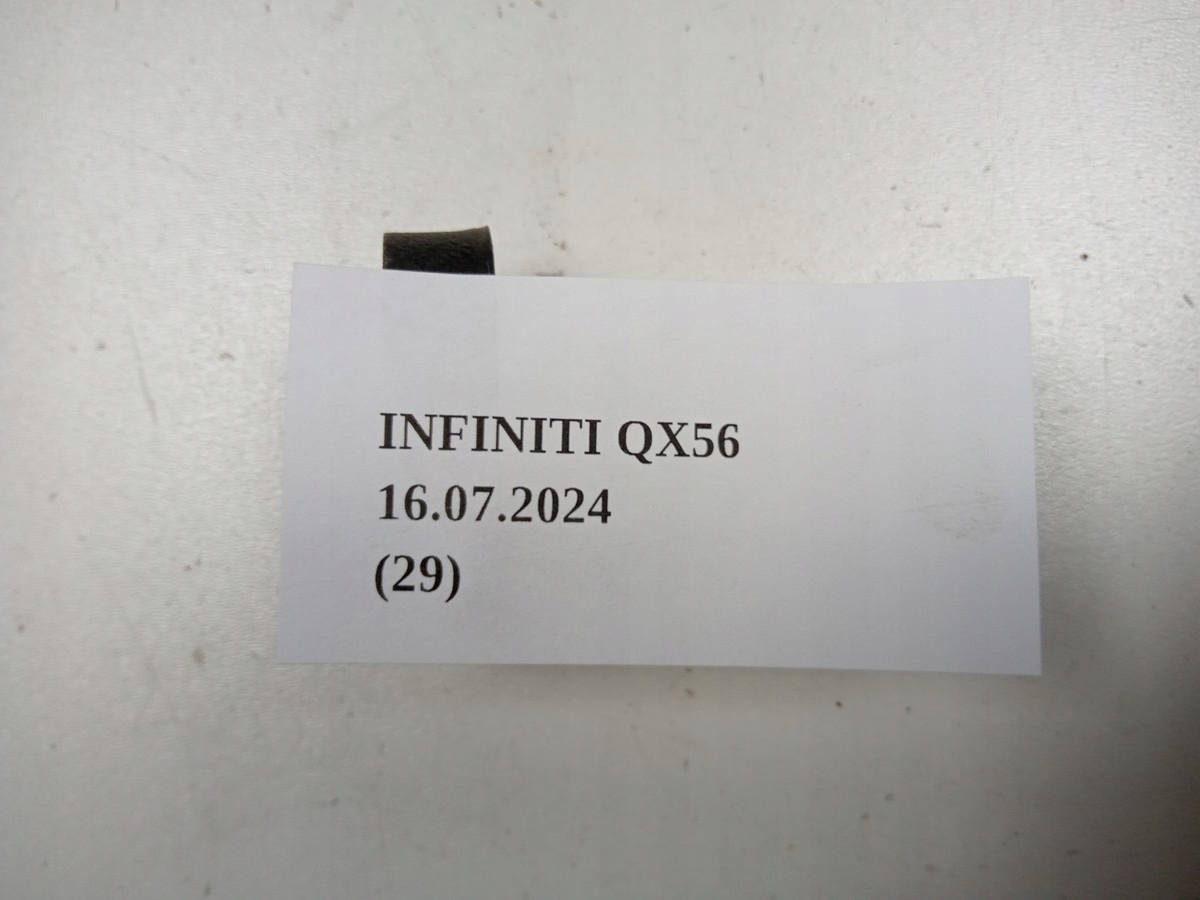 INFINITI QX56
16.07.2024
(29)